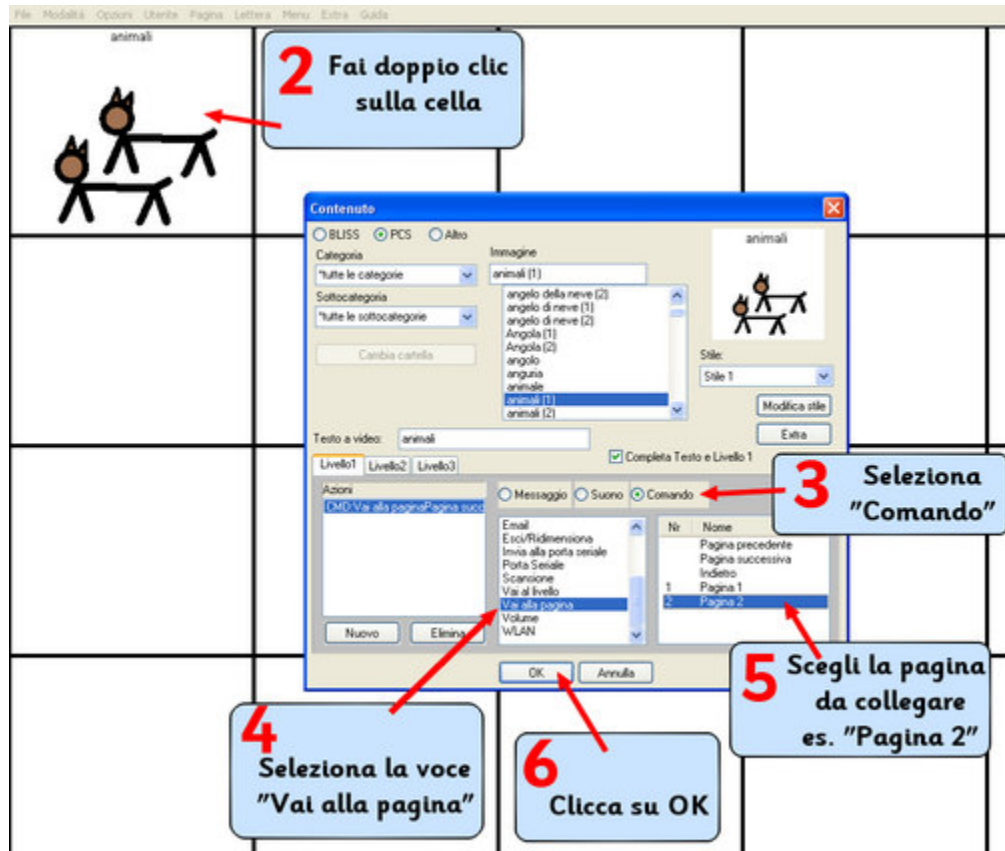 File Modalità Opzioni Utente Pagina Lettera Menu Extra Guida
animali
2 Fai doppio clic
sulla cella
Contenuto
BLISS PCS Altro
Categoria
*tutte le categorie
Sottocategoria
*tutte le sottocategorie
Cambia cartella
Immagine
animali (1)
angelo della neve (2)
angelo di neve (1)
angelo di neve (2)
Angola (1)
Angola (2)
angolo
anguria
animale
animali (1)
animali (2)
animali
Stile:
Stile 1
Modifica stile
Extra
Testo a video: animali
Completa Testo e Livello 1
Livello1 Livello2 Livello3
3 Seleziona
"Comando"
Azioni
CMD:Vai alla paginaPagina succ
Nuovo Elimina
Messaggio Suono Comando
Email
Esci/Ridimensiona
Invia alla porta seriale
Porta Seriale
Scansione
Vai al livello
Vai alla pagina
Volume
WLAN
Nr Nome
Pagina precedente
Pagina successiva
Indietro
1 Pagina 1
2 Pagina 2
OK Annulla
4
Seleziona la voce
"Vai alla pagina"
5 Scegli la pagina
da collegare
es. "Pagina 2"
6
Clicca su OK